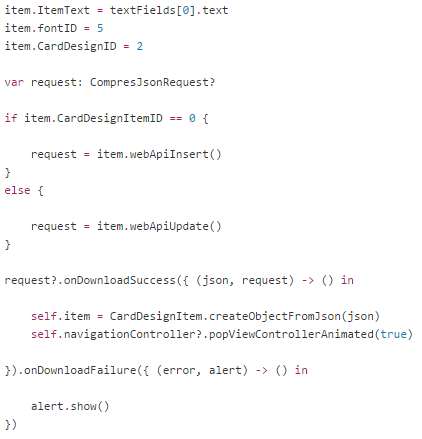 item.ItemText = textFields[0].text
item.fontID = 5
item.CardDesignID = 2
var request: CompresJsonRequest?
if item.CardDesignItemID == 0 {
request = item.webApiInsert()
}
else {
request = item.webApiUpdate()
}
request?.onDownloadSuccess({ (json, request) -> () in
self.item = CardDesignItem.createObjectFromJson(json)
self.navigationController?.popViewControllerAnimated(true)
}).onDownloadFailure({ (error, alert) -> () in
alert.show()
})